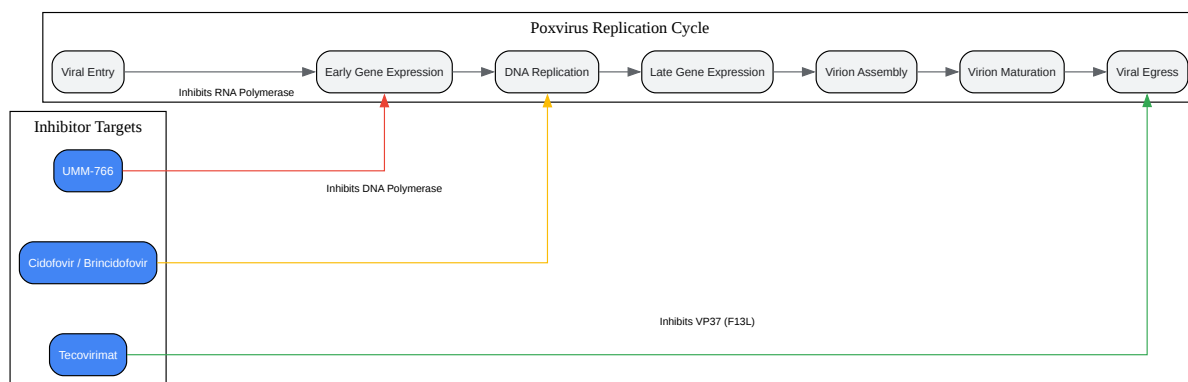 Poxvirus Replication Cycle
Viral Entry
Early Gene Expression
DNA Replication
Late Gene Expression
Virion Assembly
Virion Maturation
Viral Egress
Inhibits RNA Polymerase
Inhibitor Targets
UMM-766
Inhibits DNA Polymerase
Cidofovir / Brincidofovir
Inhibits VP37 (F13L)
Tecovirimat